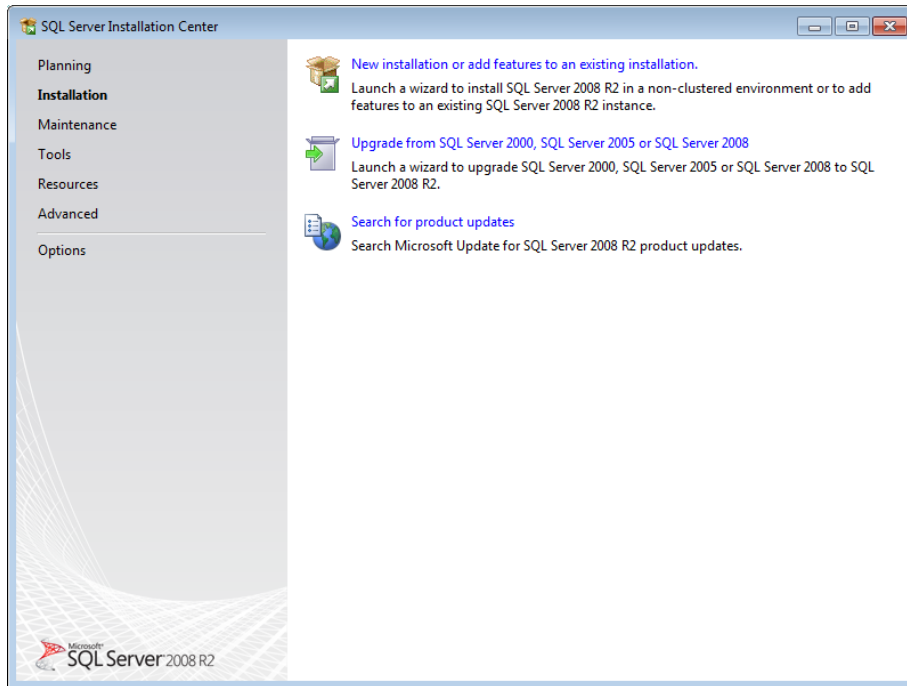 SQL Server Installation Center
Planning
Installation
Maintenance
Tools
Resources
Advanced
Options
New installation or add features to an existing installation.
Launch a wizard to install SQL Server 2008 R2 in a non-clustered environment or to add
features to an existing SQL Server 2008 R2 instance.
Upgrade from SQL Server 2000, SQL Server 2005 or SQL Server 2008
Launch a wizard to upgrade SQL Server 2000, SQL Server 2005 or SQL Server 2008 to SQL
Server 2008 R2.
Search for product updates
Search Microsoft Update for SQL Server 2008 R2 product updates.
Microsoft
SQL Server 2008 R2